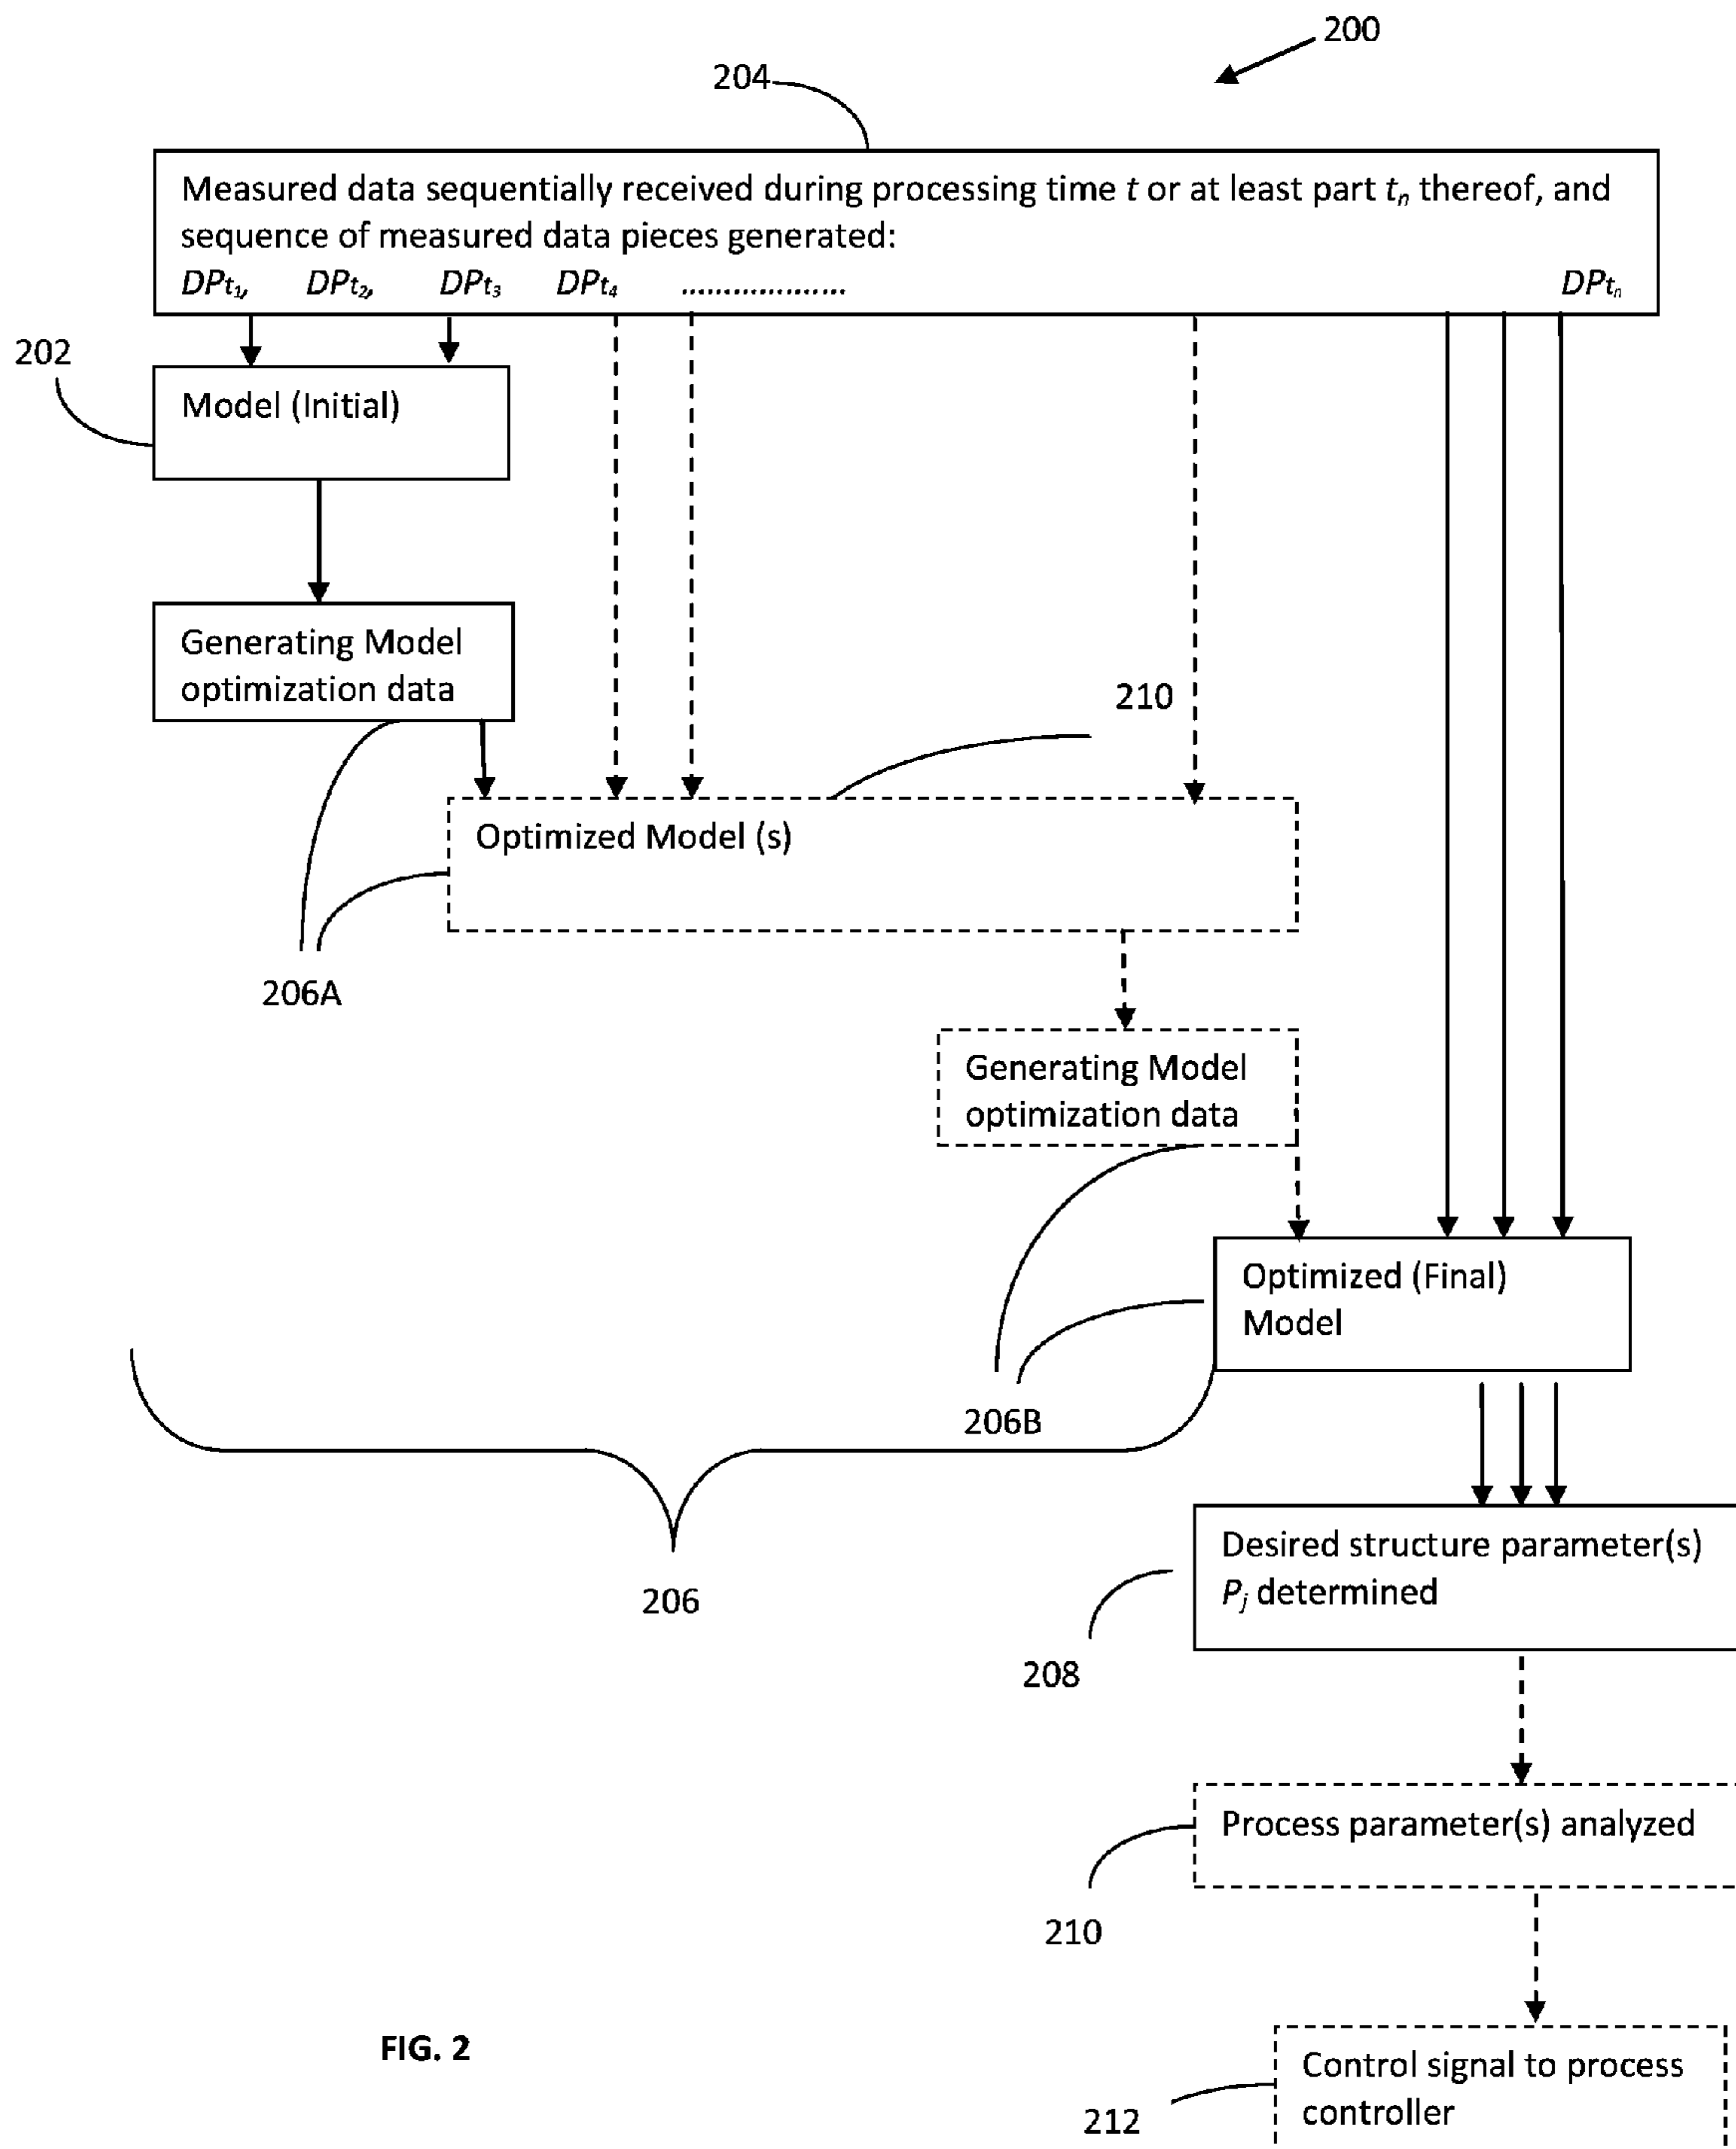 200
204
Measured data sequentially received during processing time t or at least part tn thereof, and
sequence of measured data pieces generated:
DPt1, DPt2, DPt3 DPt4 ................... DPtn
202
Model (Initial)
Generating Model
optimization data
210
Optimized Model (s)
206A
Generating Model
optimization data
Optimized (Final)
Model
206B
206
Desired structure parameter(s)
Pj determined
208
Process parameter(s) analyzed
210
FIG. 2
Control signal to process
controller
212